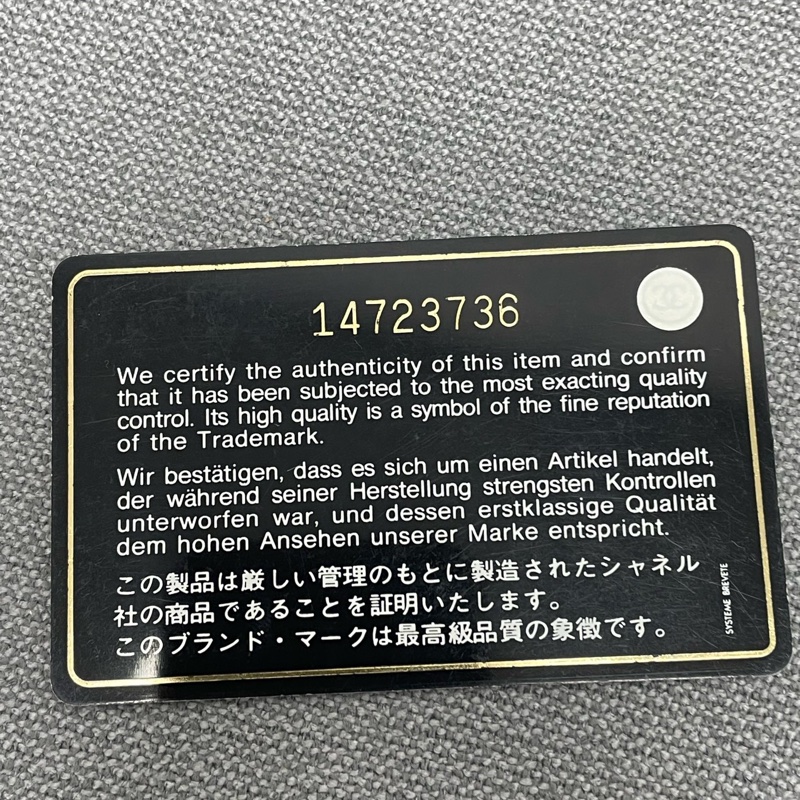 14723736
We certify the authenticity of this item and confirm
that it has been subjected to the most exacting quality
control. Its high quality is a symbol of the fine reputation
of the Trademark.
Wir bestätigen, dass es sich um einen Artikel handelt,
der während seiner Herstellung strengsten Kontrollen
unterworfen war, und dessen erstklassige Qualität
dem hohen Ansehen unserer Marke entspricht.
この製品は厳しい管理のもとに製造されたシャネル
社の商品であることを証明いたします。
このブランド・マークは最高級品質の象徴です。
SYSTEME BREVETE